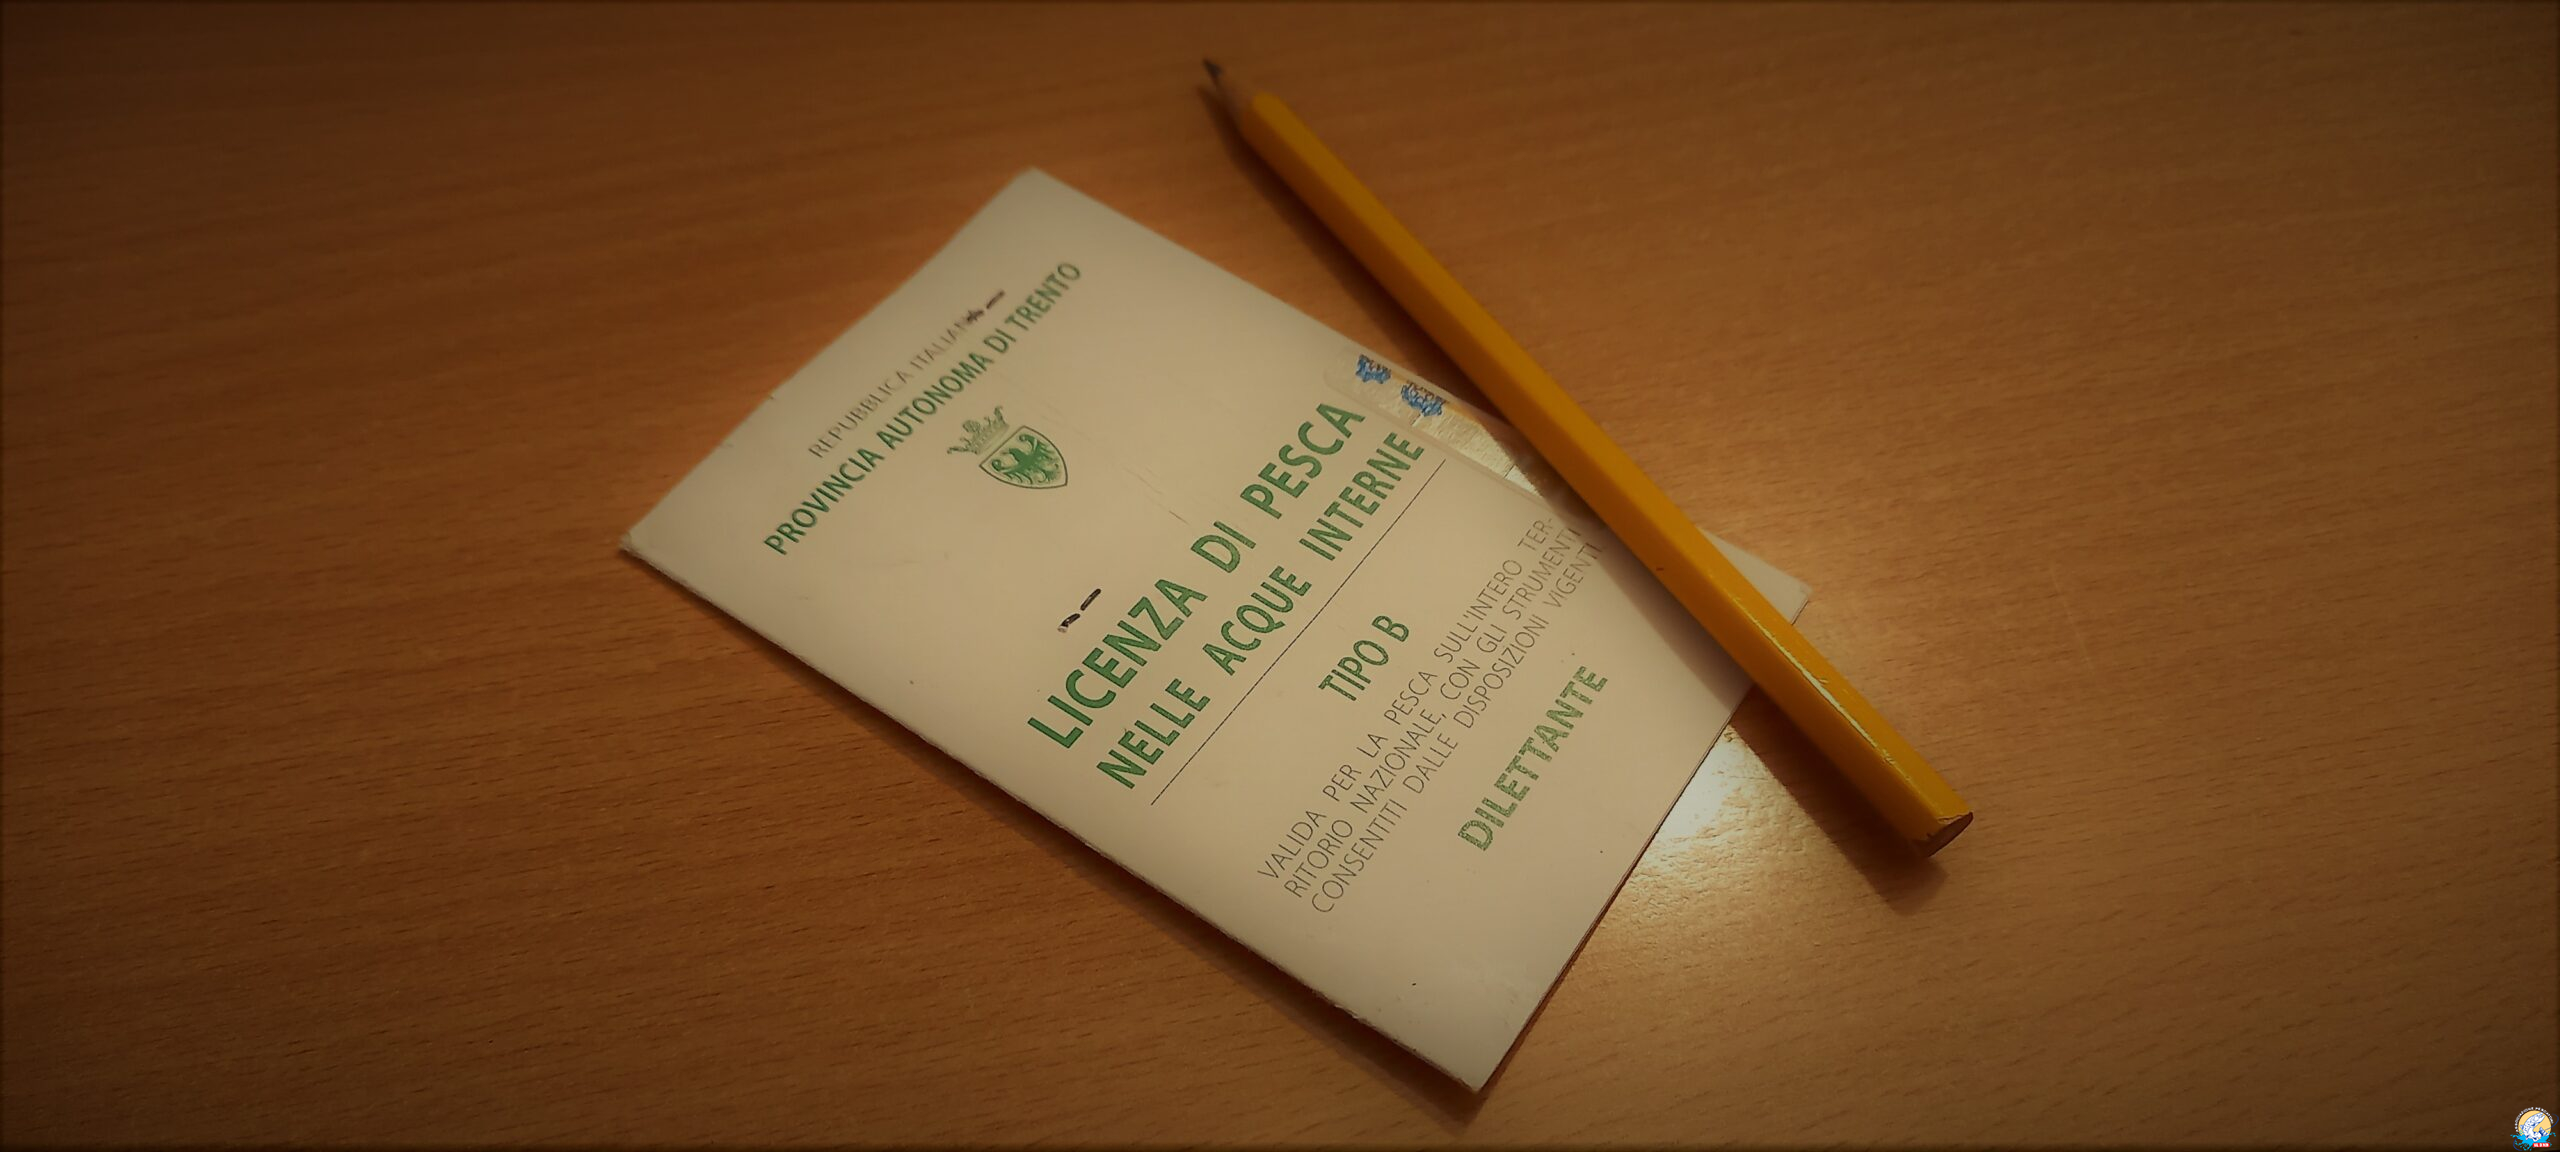 REPUBBLICA ITALIANA
PROVINCIA AUTONOMA DI TRENTO
LICENZA DI PESCA
NELLE ACQUE INTERNE
TIPO B
VALIDA PER LA PESCA SULL'INTERO TER-
RITORIO NAZIONALE, CON GLI STRUMENTI
CONSENTITI DALLE DISPOSIZIONI VIGENTI.
DILETTANTE